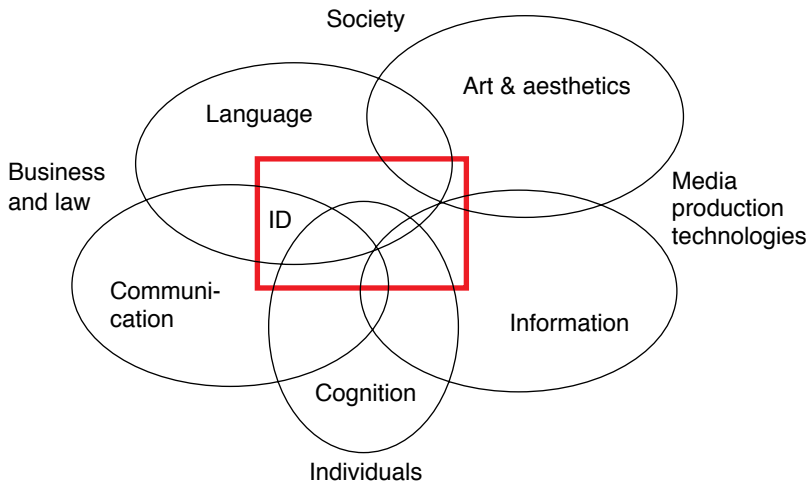 Society
Art & aesthetics
Language
Business
and law
Media
production
technologies
ID
Communi-
cation
Information
Cognition
Individuals